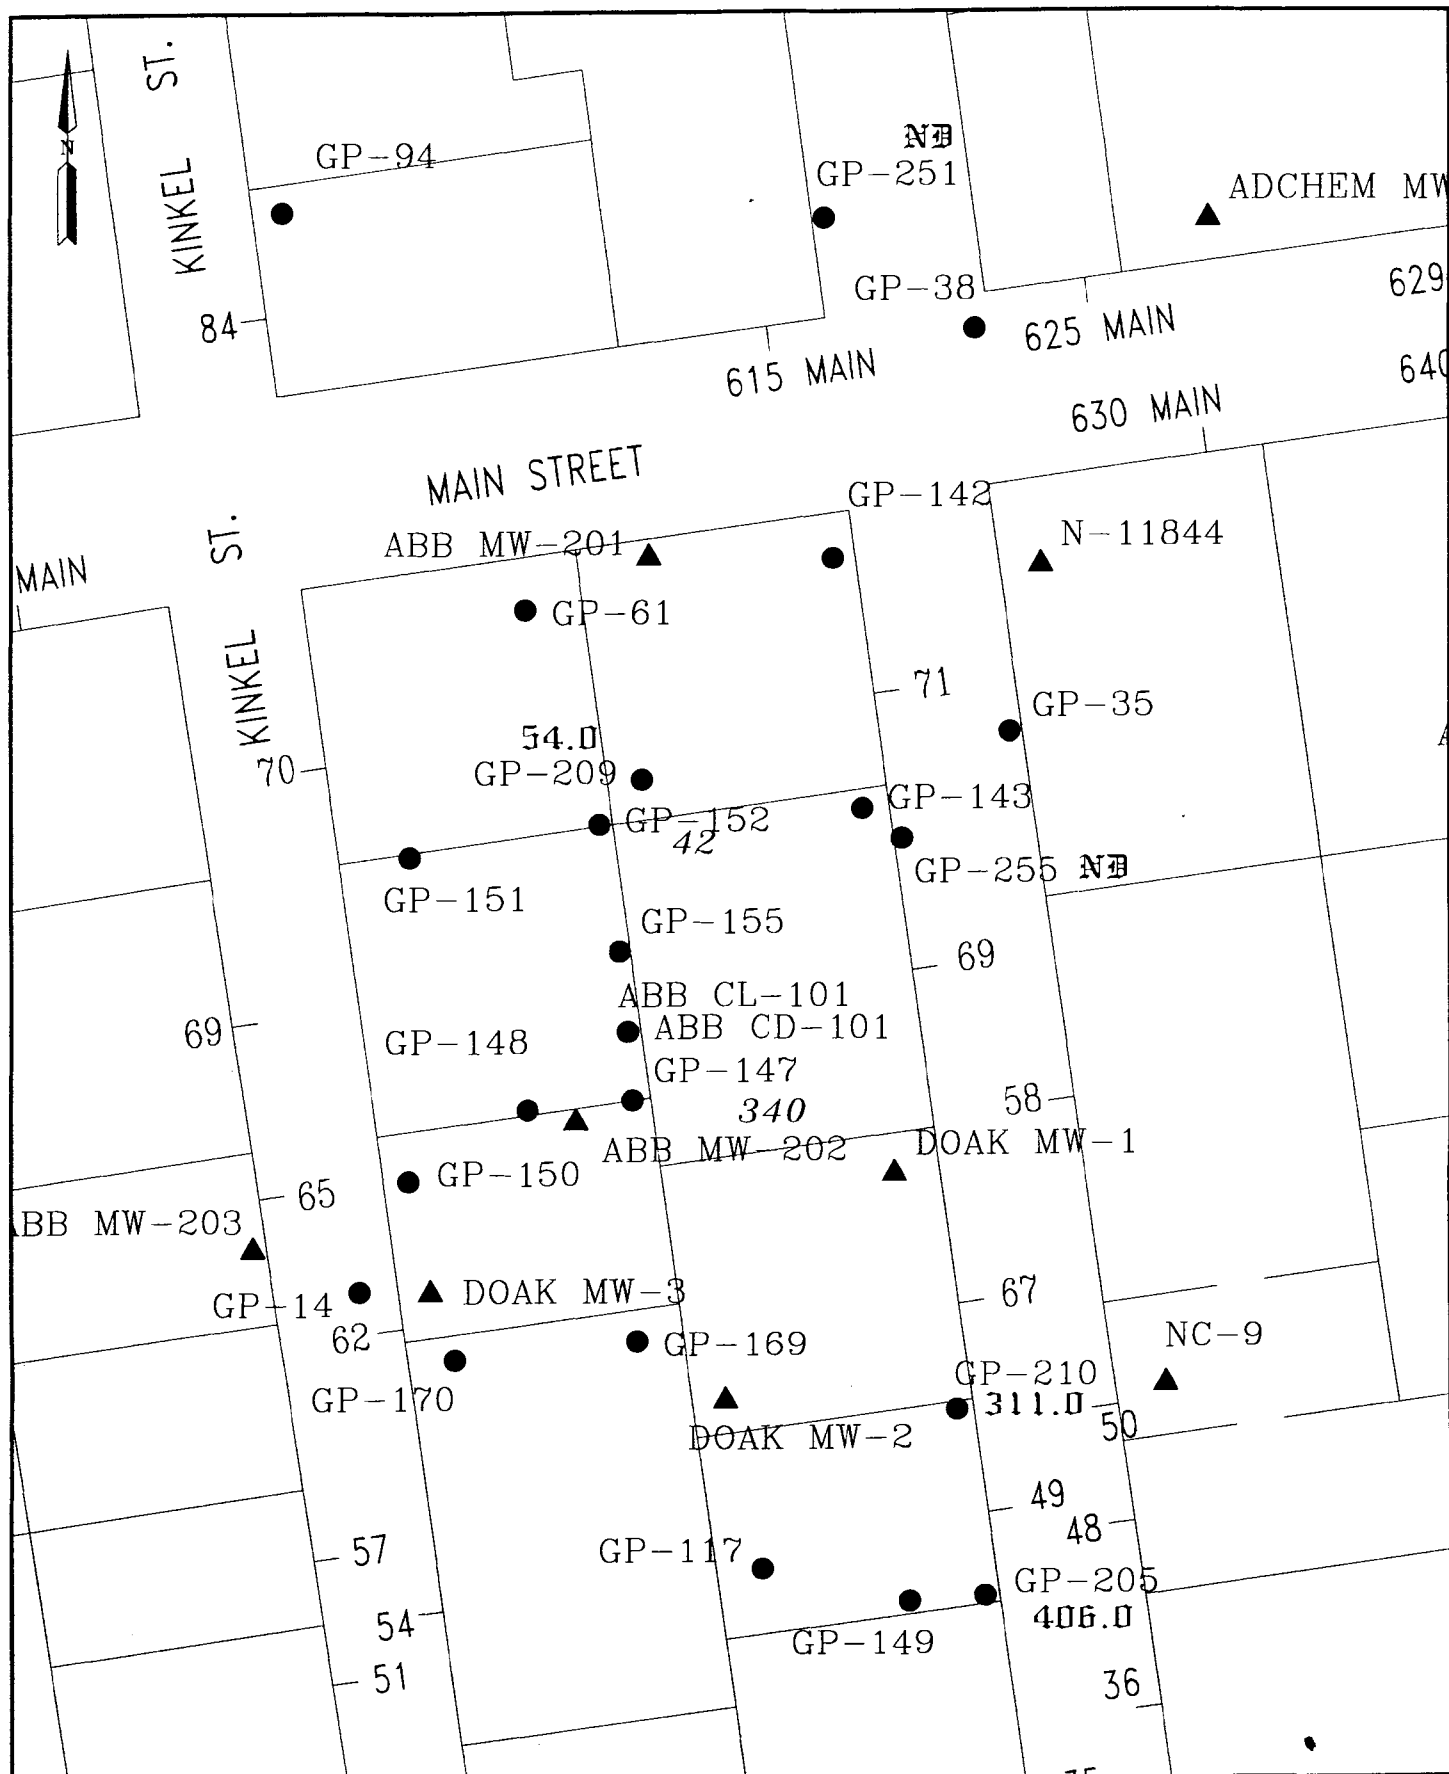 KINKEL ST.
N
GP-94
ND
GP-251
ADCHEM MW
GP-38
629
84
625 MAIN
615 MAIN
640
630 MAIN
MAIN STREET
GP-142
ABB MW-201
N-11844
KINKEL ST.
MAIN
GP-61
71
GP-35
54.0
GP-209
70
GP-143
GP-152
42
GP-255 ND
GP-151
GP-155
69
ABB CL-101
ABB CD-101
69
GP-148
GP-147
58
340
DOAK MW-1
ABB MW-202
GP-150
65
ABB MW-203
67
DOAK MW-3
GP-14
62
NC-9
GP-169
GP-210
311.0
GP-170
50
DOAK MW-2
49
48
57
GP-117
GP-205
406.0
54
GP-149
51
36